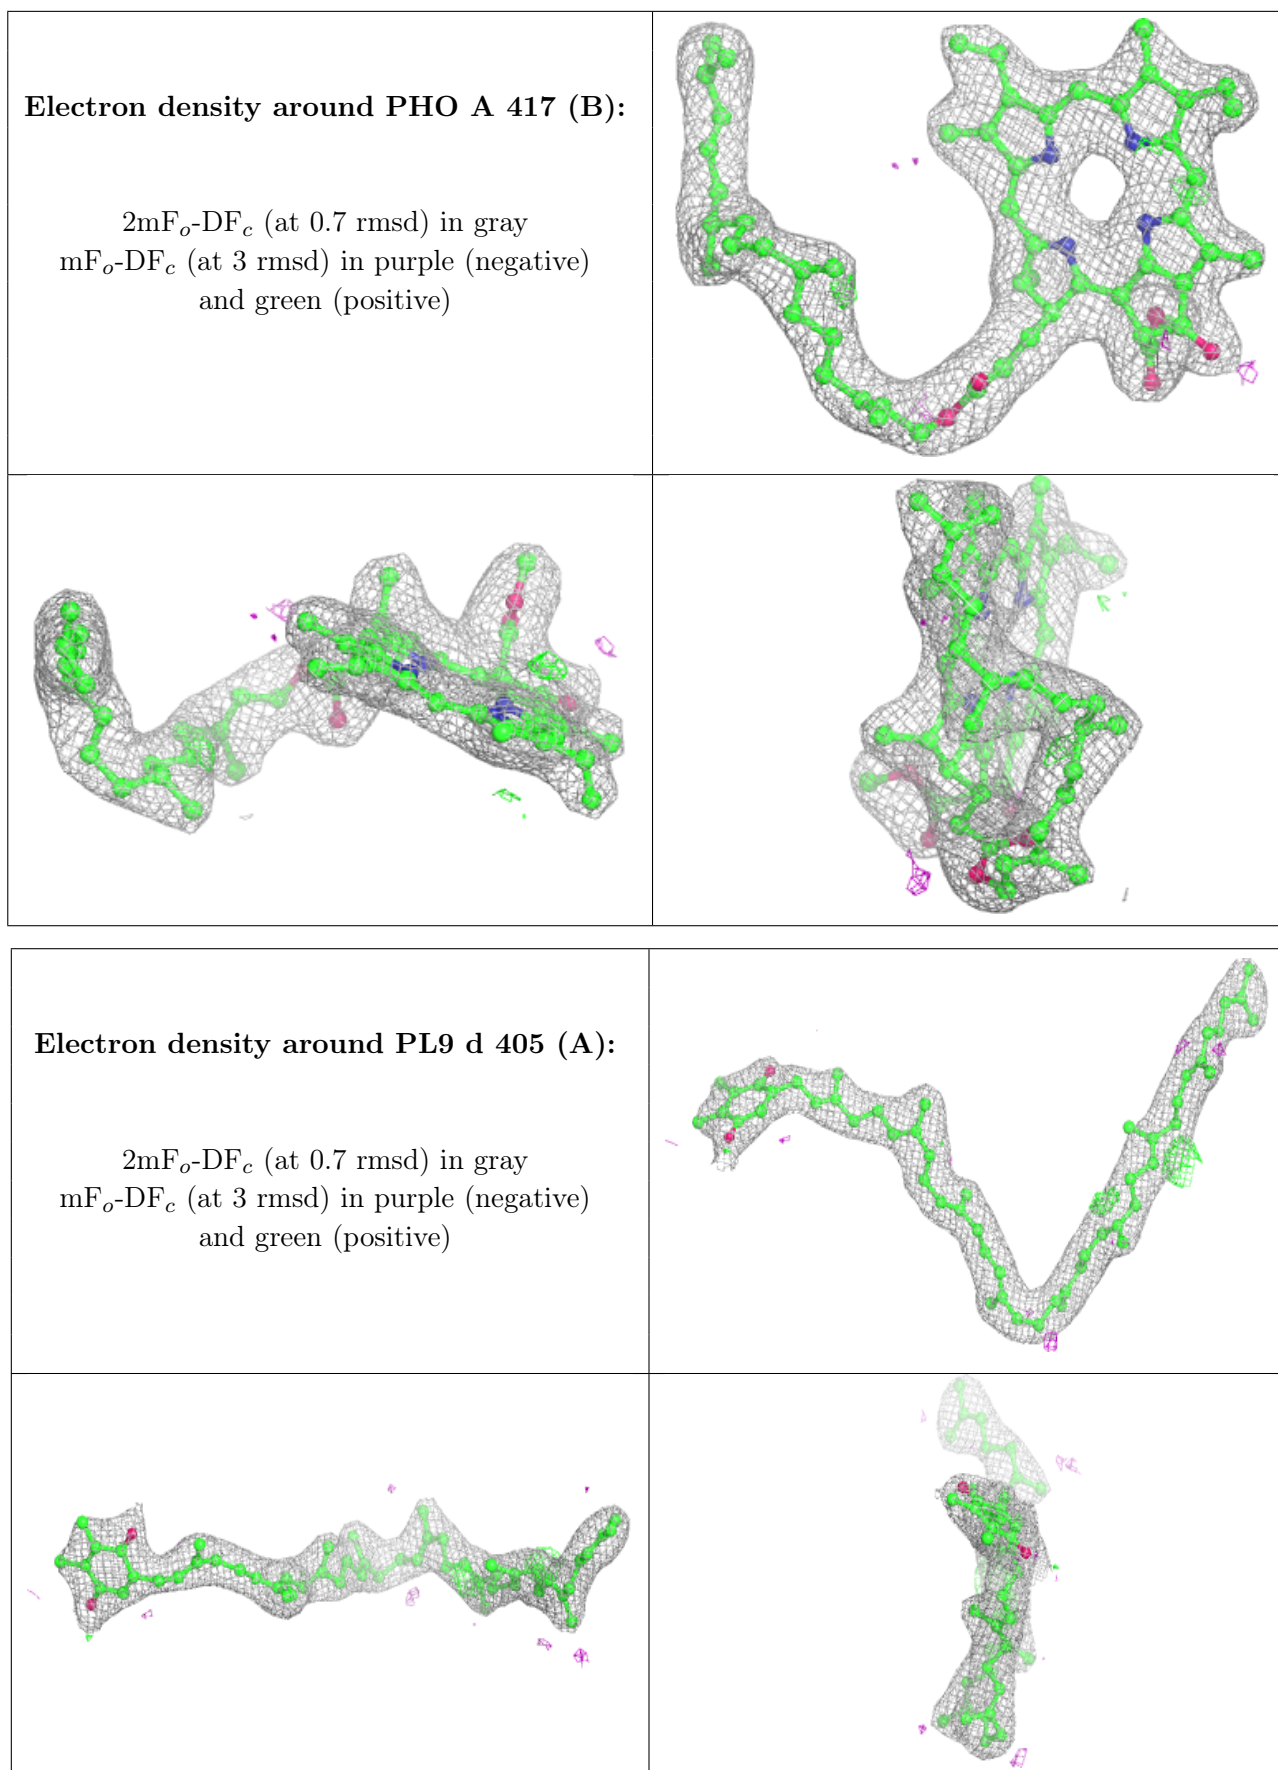 Electron density around PHO A 417 (B):
2mFo-DFc (at 0.7 rmsd) in gray
mFo-DFc (at 3 rmsd) in purple (negative)
and green (positive)
Electron density around PL9 d 405 (A):
2mFo-DFc (at 0.7 rmsd) in gray
mFo-DFc (at 3 rmsd) in purple (negative)
and green (positive)